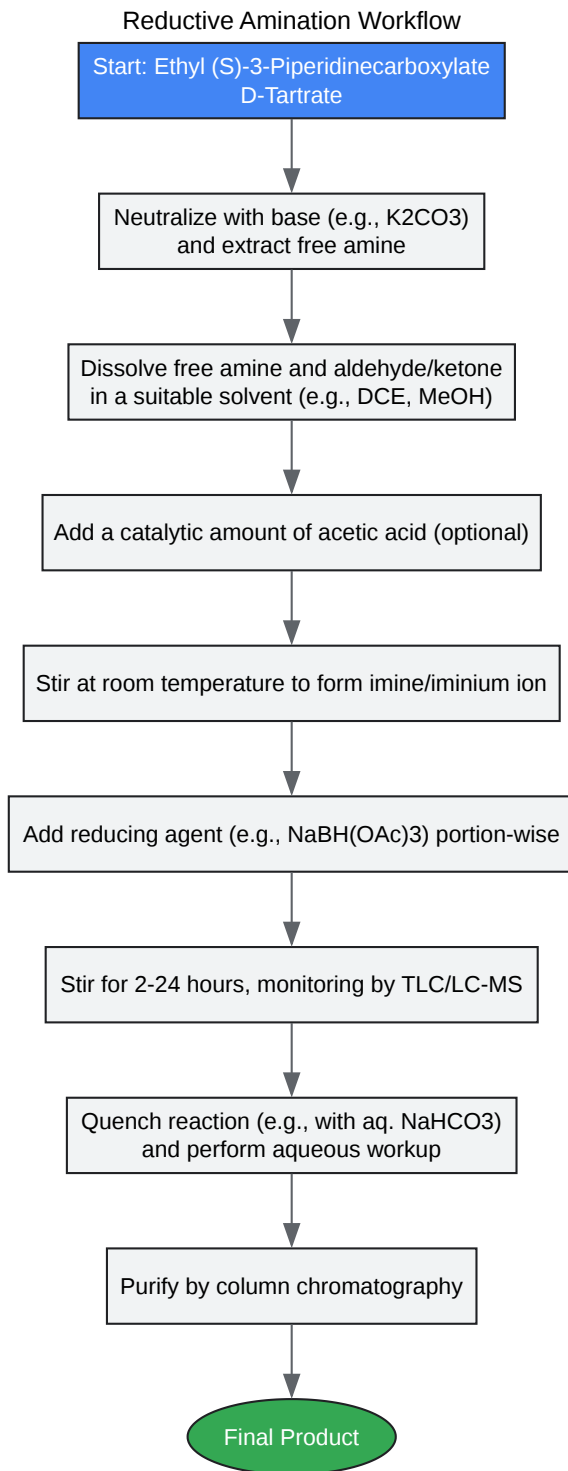 Reductive Amination Workflow
Start: Ethyl (S)-3-Piperidinecarboxylate
D-Tartrate
Neutralize with base (e.g., K2CO3)
and extract free amine
Dissolve free amine and aldehyde/ketone
in a suitable solvent (e.g., DCE, MeOH)
Add a catalytic amount of acetic acid (optional)
Stir at room temperature to form imine/iminium ion
Add reducing agent (e.g., NaBH(OAc)3) portion-wise
Stir for 2-24 hours, monitoring by TLC/LC-MS
Quench reaction (e.g., with aq. NaHCO3)
and perform aqueous workup
Purify by column chromatography
Final Product